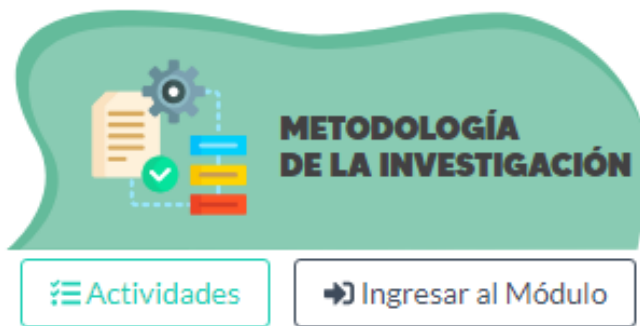 METODOLOGÍA
DE LA INVESTIGACIÓN
Actividades
Ingresar al Módulo